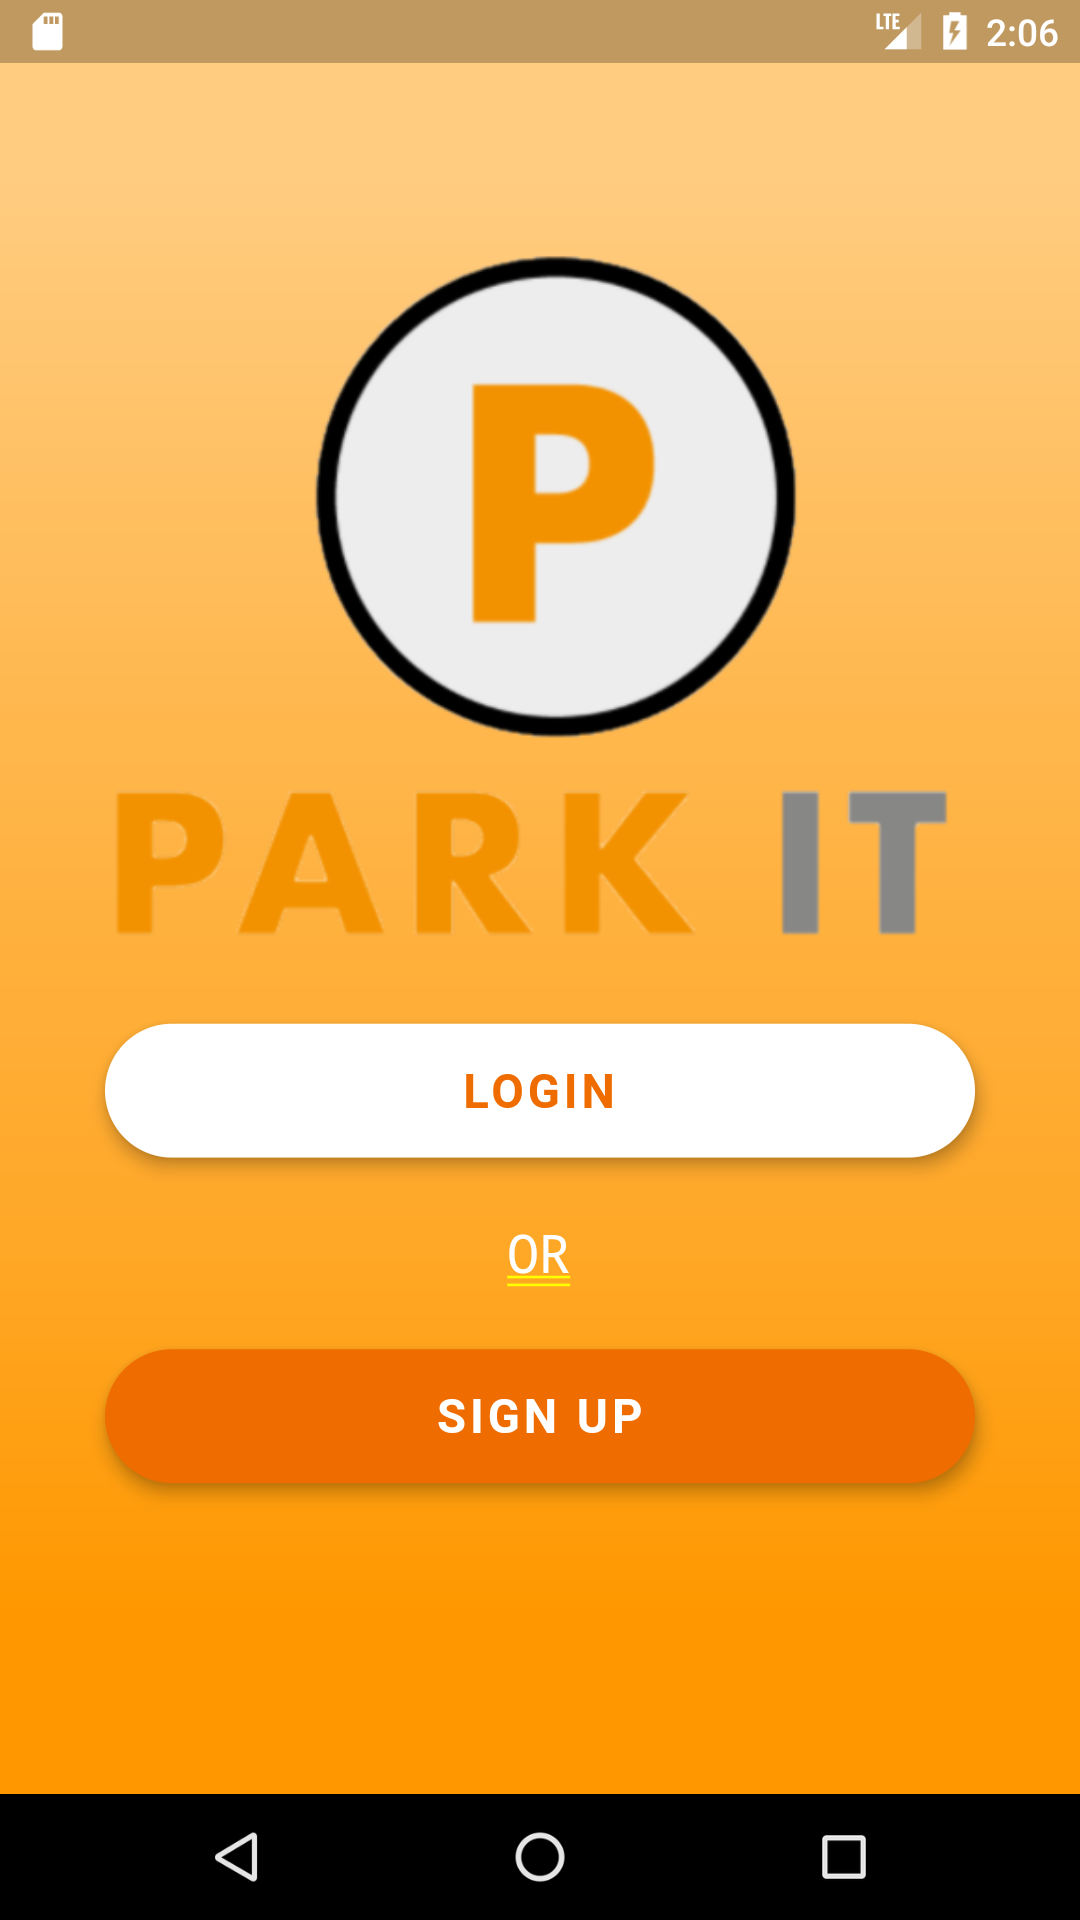 LTE 2:06
P
PARK IT
LOGIN
OR
SIGN UP